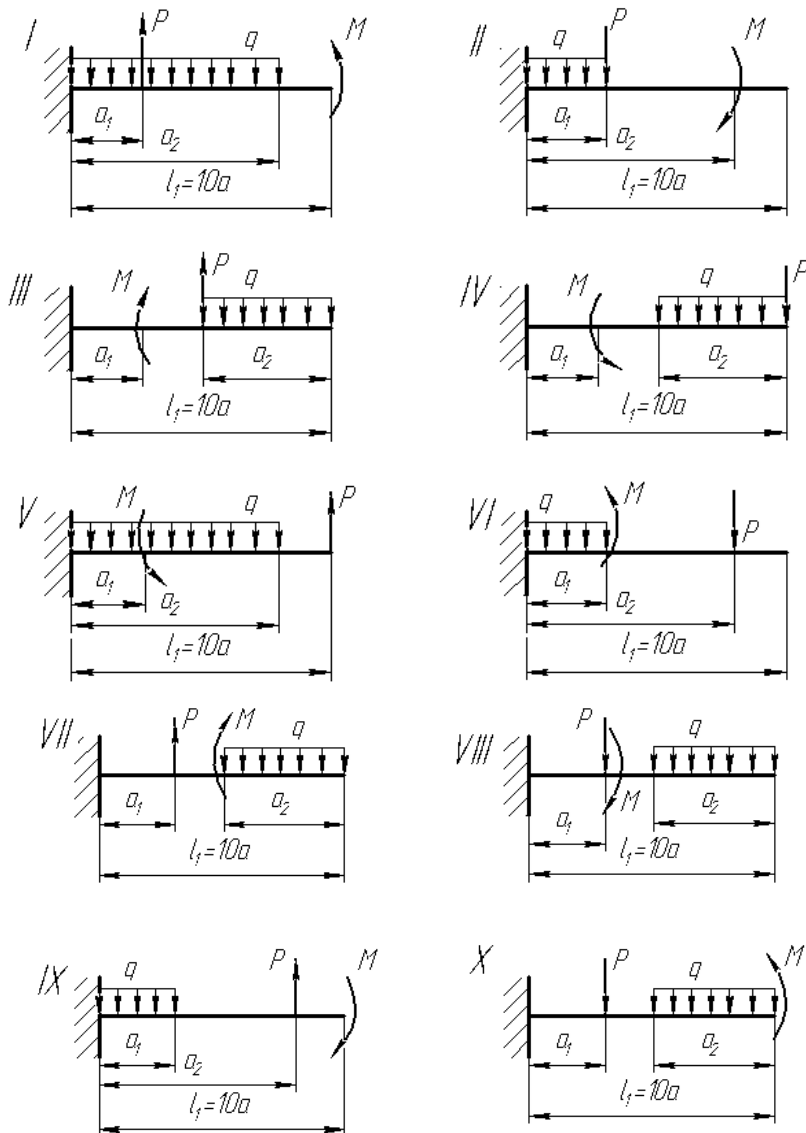 I P q M
a₁
a₂
l₁=10a
II q P M
a₁
a₂
l₁=10a
III M P q
a₁ a₂
l₁=10a
IV M q P
a₁ a₂
l₁=10a
V M q P
a₁
a₂
l₁=10a
VI q M P
a₁
a₂
l₁=10a
VII P M q
a₁ a₂
l₁=10a
VIII P M q
a₁ a₂
l₁=10a
IX q P M
a₁
a₂
l₁=10a
X P q M
a₁ a₂
l₁=10a